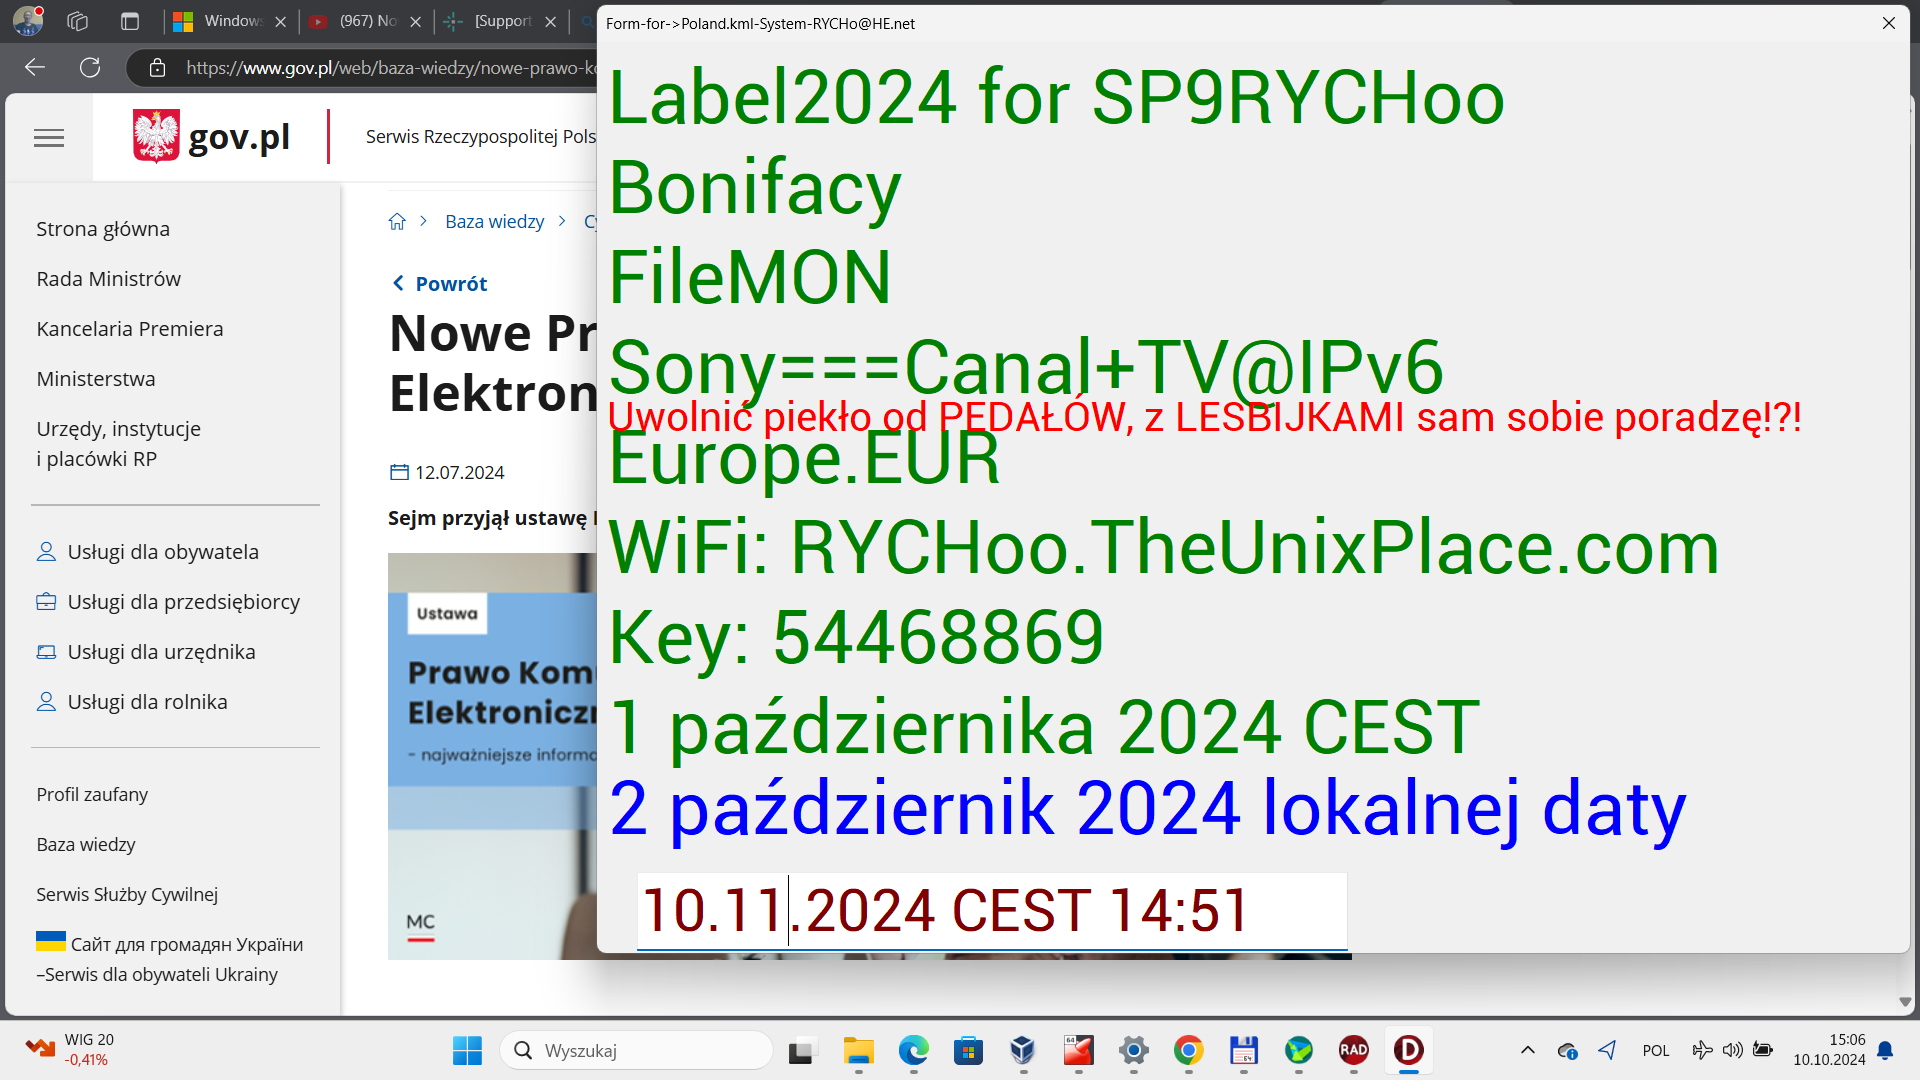 Windows
(967) No
[Support
https://www.gov.pl/web/baza-wiedzy/nowe-prawo-ko
gov.pl
Serwis Rzeczypospolitej Pols
Strona główna
Rada Ministrów
Kancelaria Premiera
Ministerstwa
Urzędy, instytucje
i placówki RP
Usługi dla obywatela
Usługi dla przedsiębiorcy
Usługi dla urzędnika
Usługi dla rolnika
Profil zaufany
Baza wiedzy
Serwis Służby Cywilnej
Сайт для громадян України
–Serwis dla obywateli Ukrainy
Baza wiedzy
Powrót
Nowe Pr
Elektron
12.07.2024
Sejm przyjął ustawę
Ustawa
Prawo Kom
Elektroniczn
- najważniejsze informa
MC
Form-for->Poland.kml-System-RYCHo@HE.net
Label2024 for SP9RYCHoo
Bonifacy
FileMON
Sony===Canal+TV@IPv6
Uwolnić piekło od PEDAŁÓW, z LESBIJKAMI sam sobie poradzę!?!
Europe.EUR
WiFi: RYCHoo.TheUnixPlace.com
Key: 54468869
1 października 2024 CEST
2 październik 2024 lokalnej daty
10.11.2024 CEST 14:51
WIG 20
-0,41%
Wyszukaj
64
64
RAD
D
POL
15:06
10.10.2024